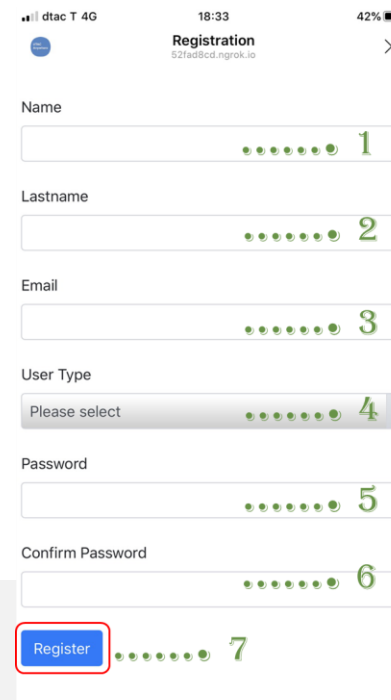 dtac T 4G 18:33 42%
Registration
52fad8cd.ngrok.io
Name
1
Lastname
2
Email
3
User Type
Please select 4
Password
5
Confirm Password
6
Register 7